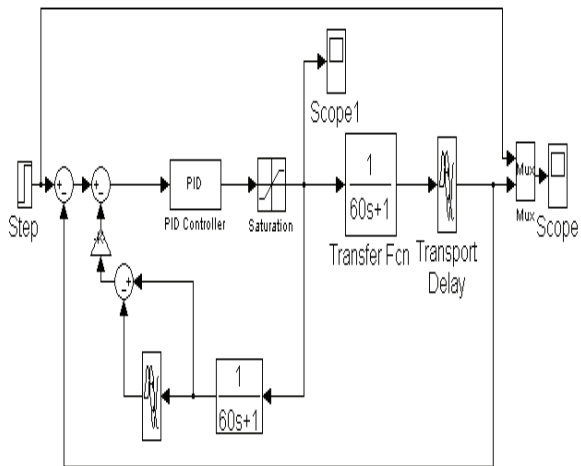 Scope1
PID
PID Controller
Saturation
1
60s+1
Transfer Fcn
Transport
Delay
Mux
Mux
Scope
Step
1
60s+1